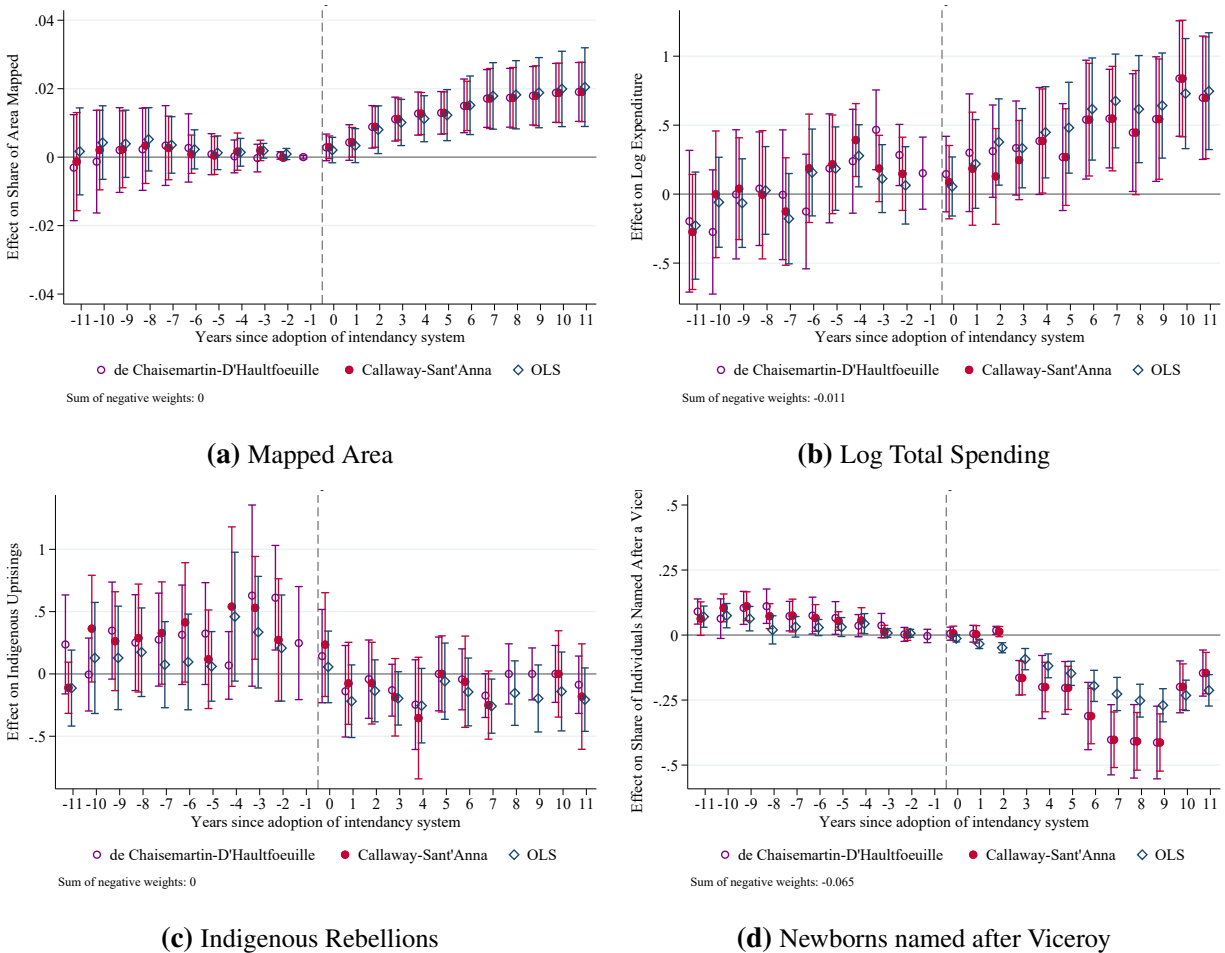 Effect on Share of Area Mapped
.04
.02
0
-.02
-.04
-11 -10 -9 -8 -7 -6 -5 -4 -3 -2 -1 0 1 2 3 4 5 6 7 8 9 10 11
Years since adoption of intendancy system
de Chaisemartin-D'Haultfoeuille Callaway-Sant'Anna OLS
Sum of negative weights: 0
(a) Mapped Area
Effect on Log Expenditure
1
.5
0
-.5
-11 -10 -9 -8 -7 -6 -5 -4 -3 -2 -1 0 1 2 3 4 5 6 7 8 9 10 11
Years since adoption of intendancy system
de Chaisemartin-D'Haultfoeuille Callaway-Sant'Anna OLS
Sum of negative weights: -0.011
(b) Log Total Spending
Effect on Indigenous Uprisings
1
.5
0
-.5
-11 -10 -9 -8 -7 -6 -5 -4 -3 -2 -1 0 1 2 3 4 5 6 7 8 9 10 11
Years since adoption of intendancy system
de Chaisemartin-D'Haultfoeuille Callaway-Sant'Anna OLS
Sum of negative weights: 0
(c) Indigenous Rebellions
Effect on Share of Individuals Named After a
.5
.25
0
-.25
-.5
-11 -10 -9 -8 -7 -6 -5 -4 -3 -2 -1 0 1 2 3 4 5 6 7 8 9 10 11
Years since adoption of intendancy system
de Chaisemartin-D'Haultfoeuille Callaway-Sant'Anna OLS
Sum of negative weights: -0.065
(d) Newborns named after Viceroy